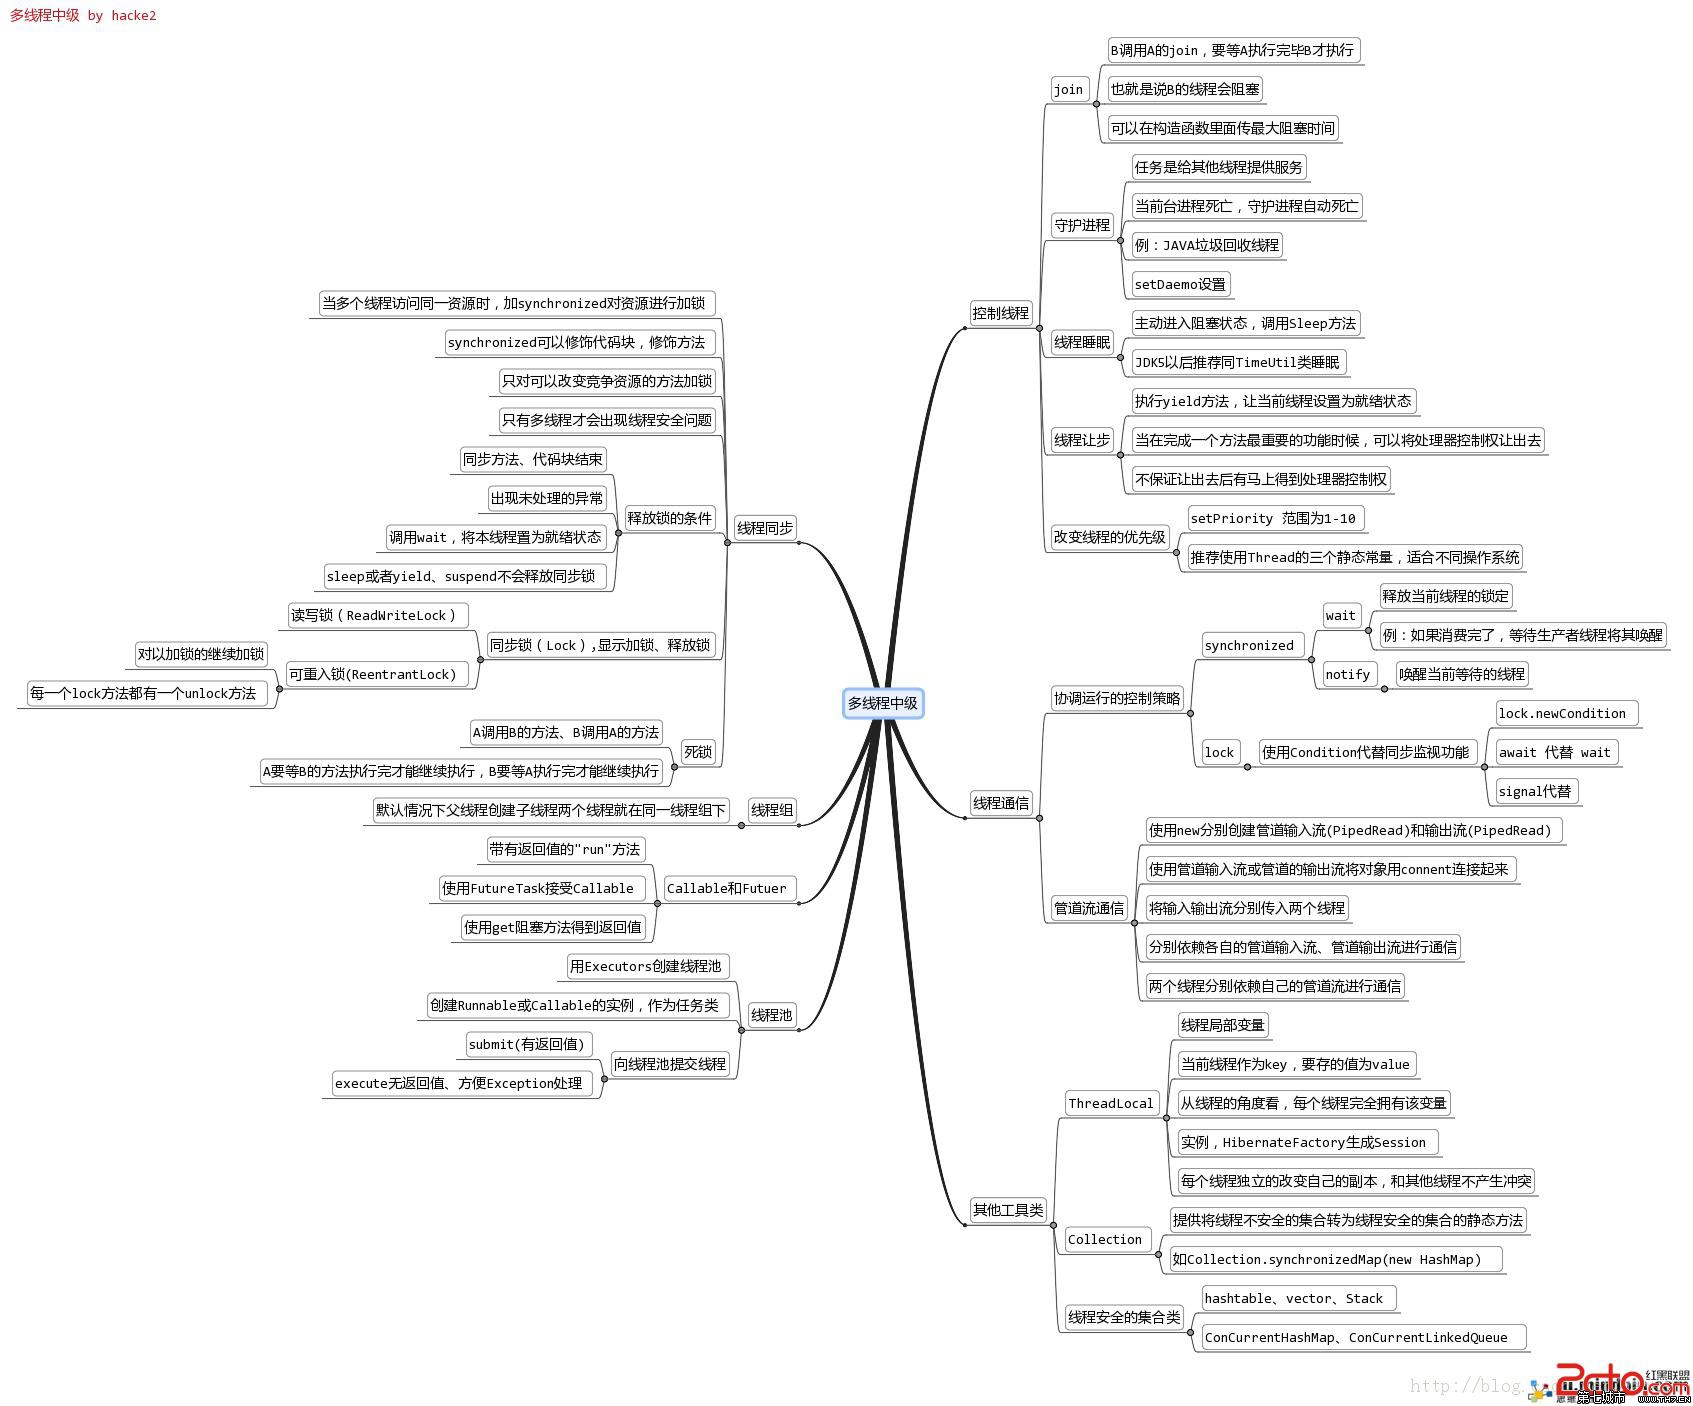 多线程中级 by hacke2
多线程中级
控制线程
join
B调用A的join，要等A执行完毕B才执行
也就是说B的线程会阻塞
可以在构造函数里面传最大阻塞时间
守护进程
任务是给其他线程提供服务
当前台进程死亡，守护进程自动死亡
例：JAVA垃圾回收线程
setDaemo设置
线程睡眠
主动进入阻塞状态，调用Sleep方法
JDK5以后推荐同TimeUtil类睡眠
线程让步
执行yield方法，让当前线程设置为就绪状态
当在完成一个方法最重要的功能时候，可以将处理器控制权让出去
不保证让出去后有马上得到处理器控制权
改变线程的优先级
setPriority 范围为1-10
推荐使用Thread的三个静态常量，适合不同操作系统
线程通信
协调运行的控制策略
synchronized
wait
释放当前线程的锁定
例：如果消费完了，等待生产者线程将其唤醒
notify
唤醒当前等待的线程
lock
使用Condition代替同步监视功能
lock.newCondition
await 代替 wait
signal代替
管道流通信
使用new分别创建管道输入流(PipedRead)和输出流(PipedRead)
使用管道输入流或管道的输出流将对象用connent连接起来
将输入输出流分别传入两个线程
分别依赖各自的管道输入流、管道输出流进行通信
两个线程分别依赖自己的管道流进行通信
其他工具类
ThreadLocal
线程局部变量
当前线程作为key，要存的值为value
从线程的角度看，每个线程完全拥有该变量
实例，HibernateFactory生成Session
每个线程独立的改变自己的副本，和其他线程不产生冲突
Collection
提供将线程不安全的集合转为线程安全的集合的静态方法
如Collection.synchronizedMap(new HashMap)
线程安全的集合类
hashtable、vector、Stack
ConCurrentHashMap、ConCurrentLinkedQueue
线程同步
当多个线程访问同一资源时，加synchronized对资源进行加锁
synchronized可以修饰代码块，修饰方法
只对可以改变竞争资源的方法加锁
只有多线程才会出现线程安全问题
释放锁的条件
同步方法、代码块结束
出现未处理的异常
调用wait，将本线程置为就绪状态
sleep或者yield、suspend不会释放同步锁
同步锁（Lock）,显示加锁、释放锁
读写锁（ReadWriteLock）
可重入锁(ReentrantLock)
对以加锁的继续加锁
每一个lock方法都有一个unlock方法
死锁
A调用B的方法、B调用A的方法
A要等B的方法执行完才能继续执行，B要等A执行完才能继续执行
线程组
默认情况下父线程创建子线程两个线程就在同一线程组下
Callable和Futuer
带有返回值的"run"方法
使用FutureTask接受Callable
使用get阻塞方法得到返回值
线程池
用Executors创建线程池
创建Runnable或Callable的实例，作为任务类
向线程池提交线程
submit(有返回值)
execute无返回值、方便Exception处理
http://blog.
2cto.com
红黑联盟
第七城市 WWW.TH7.CN